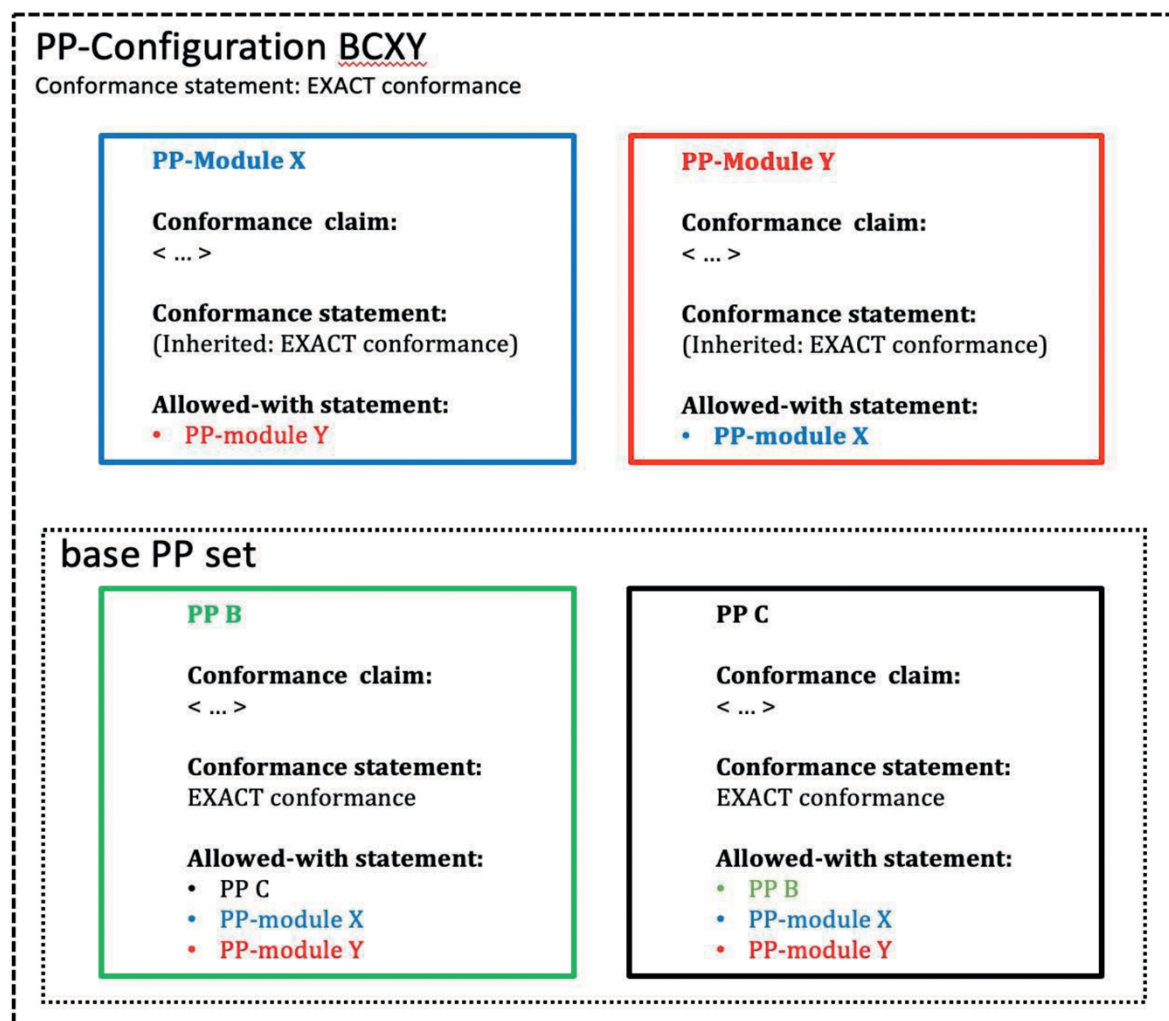 PP-Configuration BCXY
Conformance statement: EXACT conformance
PP-Module X
Conformance claim:
< ... >
Conformance statement:
(Inherited: EXACT conformance)
Allowed-with statement:
• PP-module Y
PP-Module Y
Conformance claim:
< ... >
Conformance statement:
(Inherited: EXACT conformance)
Allowed-with statement:
• PP-module X
base PP set
PP B
Conformance claim:
< ... >
Conformance statement:
EXACT conformance
Allowed-with statement:
• PP C
• PP-module X
• PP-module Y
PP C
Conformance claim:
< ... >
Conformance statement:
EXACT conformance
Allowed-with statement:
• PP B
• PP-module X
• PP-module Y